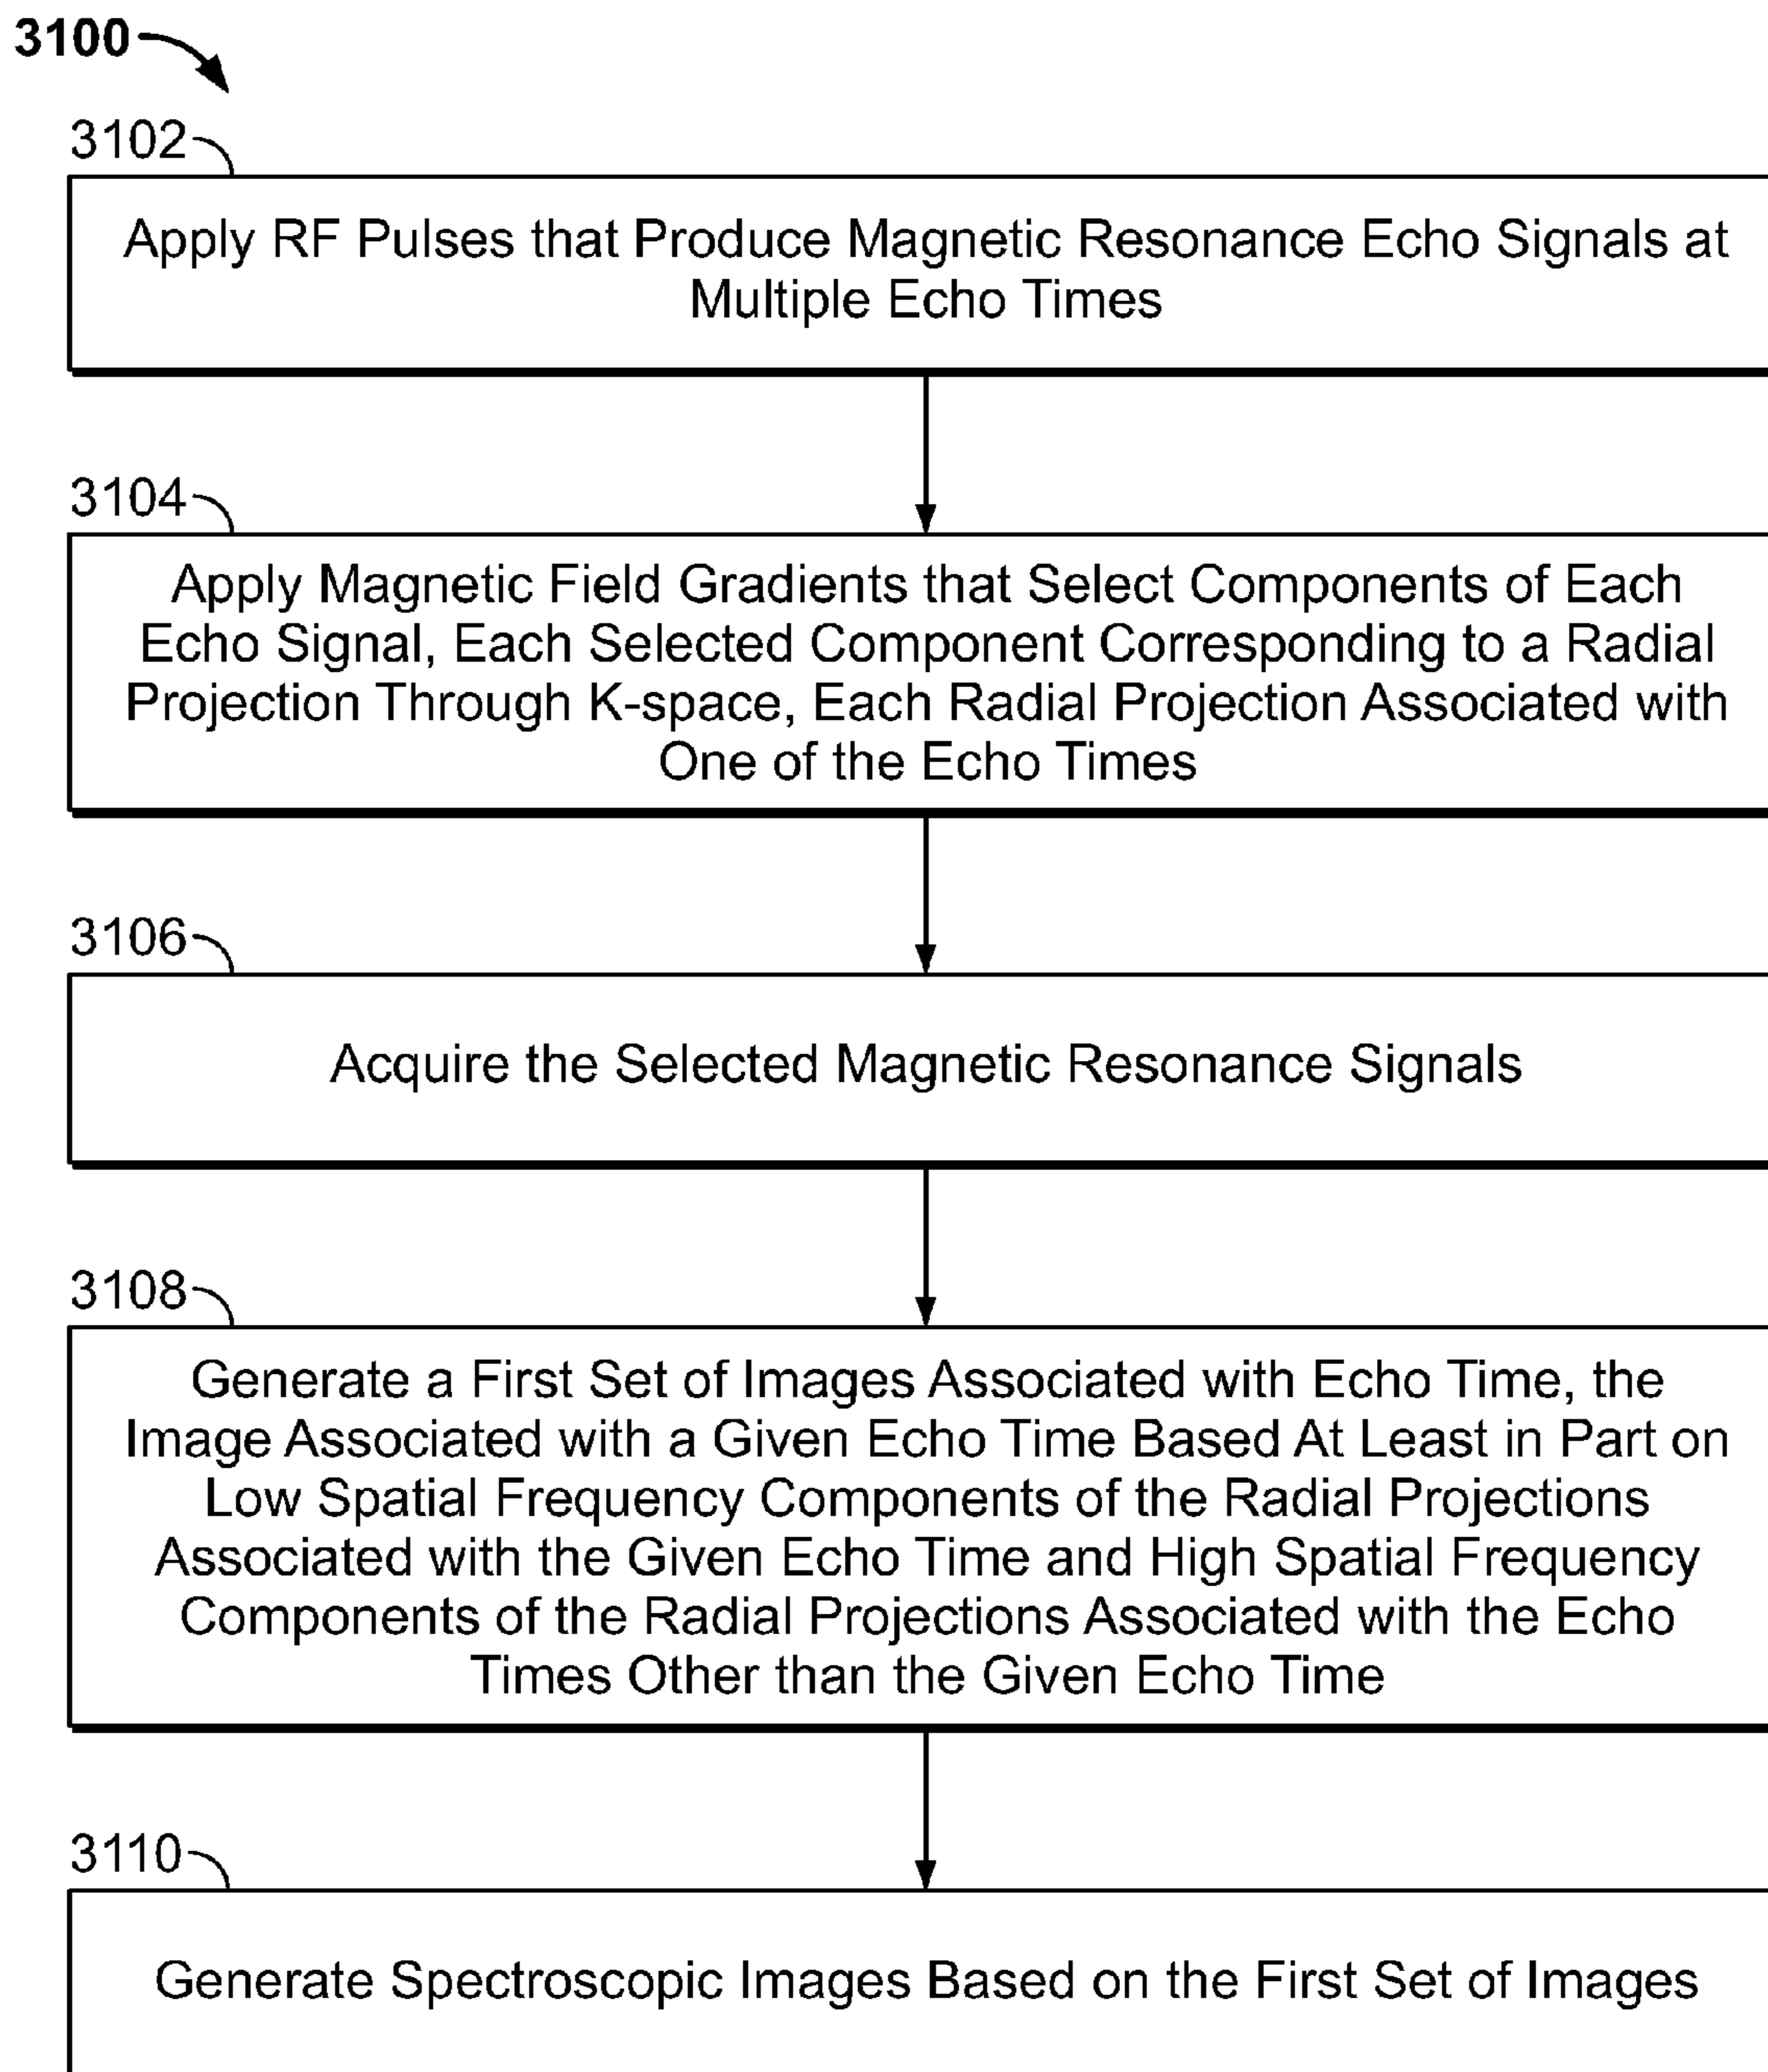 3100
3102
Apply RF Pulses that Produce Magnetic Resonance Echo Signals at
Multiple Echo Times
3104
Apply Magnetic Field Gradients that Select Components of Each
Echo Signal, Each Selected Component Corresponding to a Radial
Projection Through K-space, Each Radial Projection Associated with
One of the Echo Times
3106
Acquire the Selected Magnetic Resonance Signals
3108
Generate a First Set of Images Associated with Echo Time, the
Image Associated with a Given Echo Time Based At Least in Part on
Low Spatial Frequency Components of the Radial Projections
Associated with the Given Echo Time and High Spatial Frequency
Components of the Radial Projections Associated with the Echo
Times Other than the Given Echo Time
3110
Generate Spectroscopic Images Based on the First Set of Images